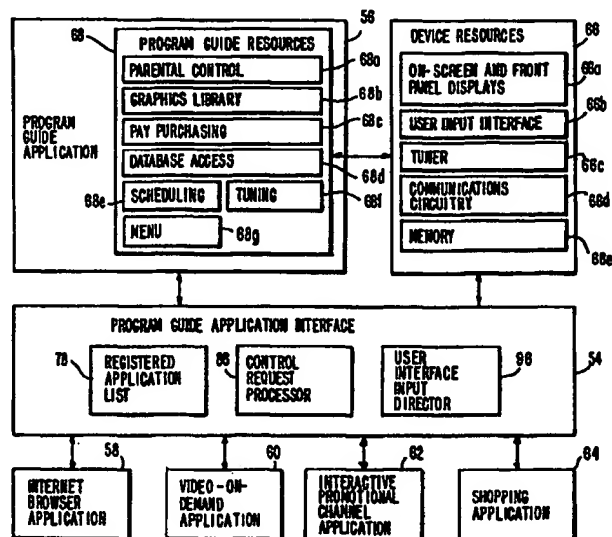 68
PROGRAM GUIDE RESOURCES
56
PARENTAL CONTROL
68a
GRAPHICS LIBRARY
68b
PAY PURCHASING
68c
DATABASE ACCESS
68d
68e
SCHEDULING
TUNING
68f
MENU
68g
PROGRAM
GUIDE
APPLICATION
DEVICE RESOURCES
66
ON-SCREEN AND FRONT
PANEL DISPLAYS
66a
USER INPUT INTERFACE
66b
TUNER
66c
COMMUNICATIONS
CIRCUITRY
66d
MEMORY
66e
PROGRAM GUIDE APPLICATION INTERFACE
78
REGISTERED
APPLICATION
LIST
86
CONTROL
REQUEST
PROCESSOR
USER
INTERFACE
INPUT
DIRECTOR
96
54
58
INTERNET
BROWSER
APPLICATION
60
VIDEO-ON-
DEMAND
APPLICATION
62
INTERACTIVE
PROMOTIONAL
CHANNEL
APPLICATION
64
SHOPPING
APPLICATION